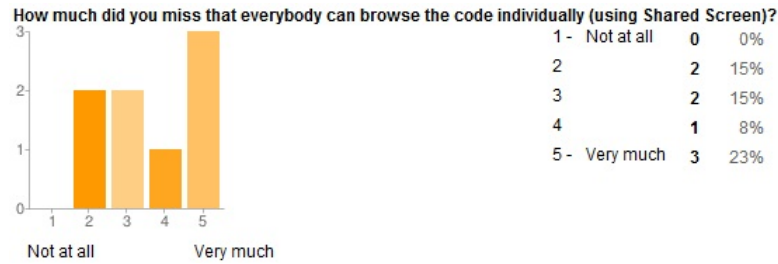 How much did you miss that everybody can browse the code individually (using Shared Screen)?
3
2
1
0
1 2 3 4 5
Not at all Very much
1 - Not at all 0 0%
2 2 15%
3 2 15%
4 1 8%
5 - Very much 3 23%